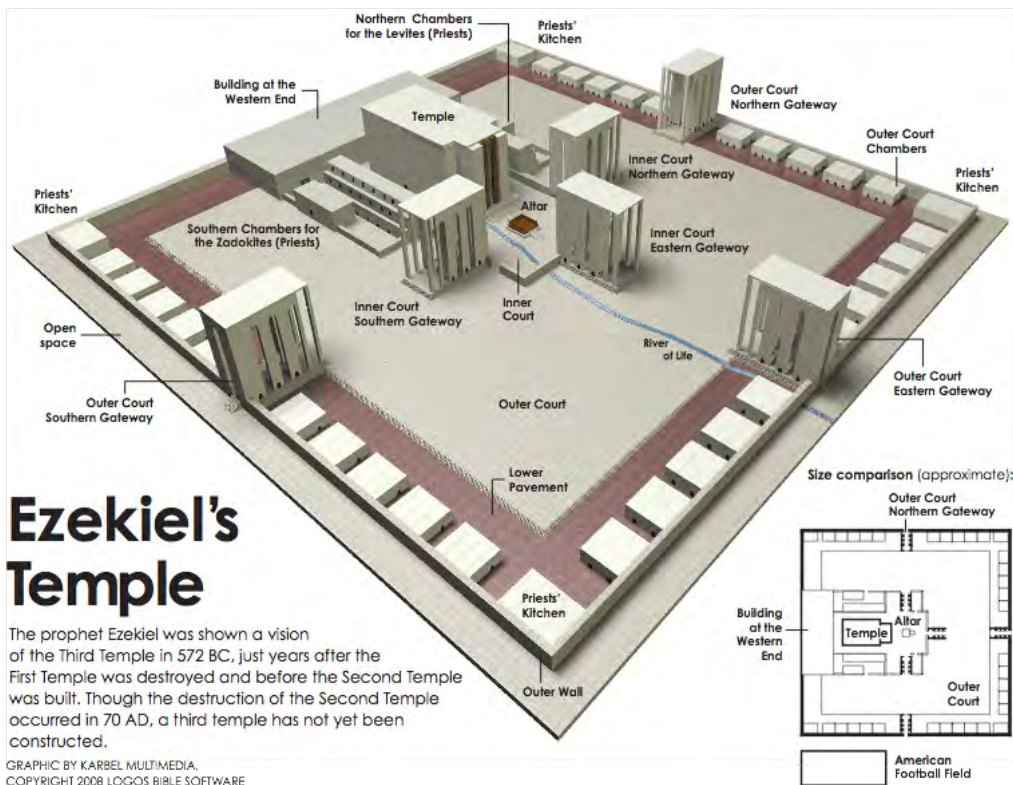 Northern Chambers
for the Levites (Priests)
Priests'
Kitchen
Building at the
Western End
Temple
Outer Court
Northern Gateway
Outer Court
Chambers
Inner Court
Northern Gateway
Priests'
Kitchen
Priests'
Kitchen
Altar
Southern Chambers for
the Zadokites (Priests)
Inner Court
Eastern Gateway
Inner
Court
Inner Court
Southern Gateway
Open
space
River
of Life
Outer Court
Eastern Gateway
Outer Court
Southern Gateway
Outer Court
Lower
Pavement
Priests'
Kitchen
Outer Wall
Ezekiel's
Temple
The prophet Ezekiel was shown a vision
of the Third Temple in 572 BC, just years after the
First Temple was destroyed and before the Second Temple
was built. Though the destruction of the Second Temple
occurred in 70 AD, a third temple has not yet been
constructed.
GRAPHIC BY KARBEL MULTIMEDIA,
COPYRIGHT 2008 LOGOS BIBLE SOFTWARE
Size comparison (approximate):
Outer Court
Northern Gateway
Building
at the
Western
End
Temple
Altar
Outer
Court
American
Football Field